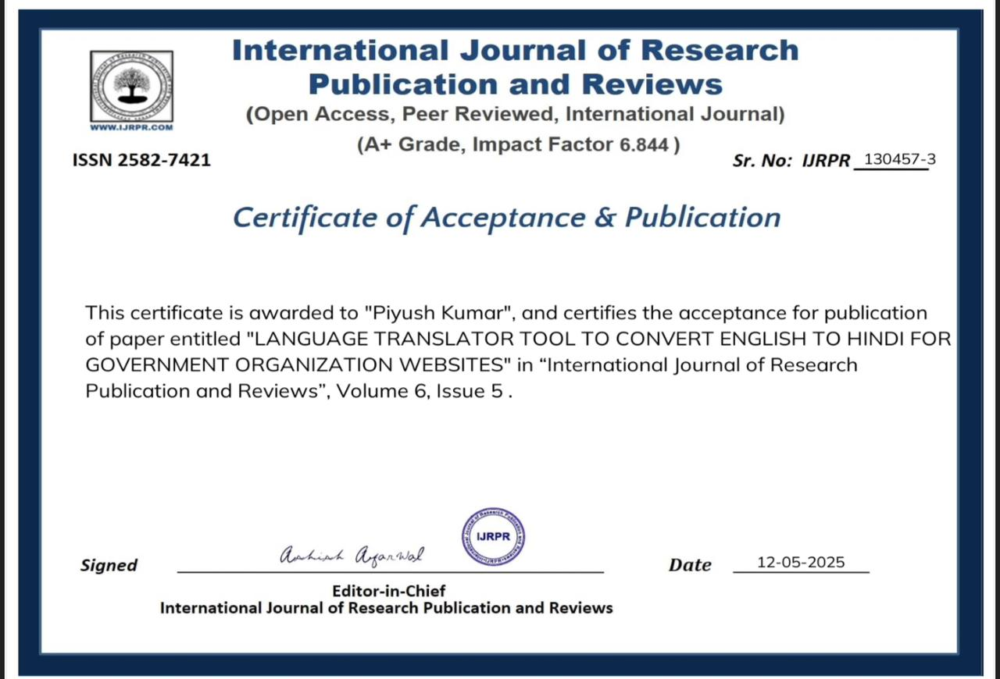 International Journal of Research
Publication and Reviews
(Open Access, Peer Reviewed, International Journal)
(A+ Grade, Impact Factor 6.844 )
WWW.IJRPR.COM
ISSN 2582-7421
Sr. No: IJRPR 130457-3
Certificate of Acceptance & Publication
This certificate is awarded to "Piyush Kumar", and certifies the acceptance for publication
of paper entitled "LANGUAGE TRANSLATOR TOOL TO CONVERT ENGLISH TO HINDI FOR
GOVERNMENT ORGANIZATION WEBSITES" in “International Journal of Research
Publication and Reviews”, Volume 6, Issue 5 .
IJRPR
Signed Ashish Agarwal
Date 12-05-2025
Editor-in-Chief
International Journal of Research Publication and Reviews